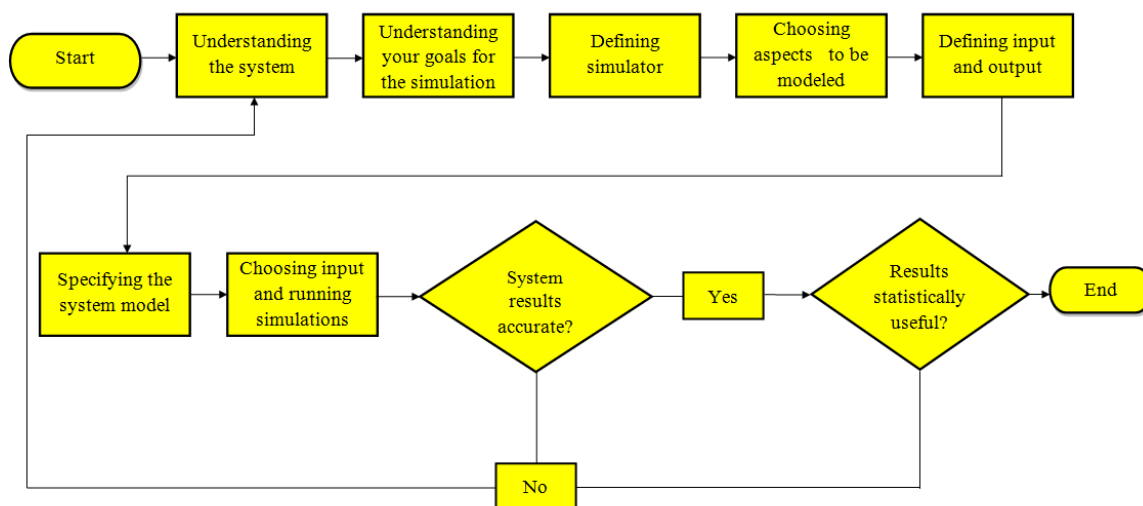 Start
Understanding
the system
Understanding
your goals for
the simulation
Defining
simulator
Choosing
aspects to be
modeled
Defining input
and output
Specifying the
system model
Choosing input
and running
simulations
System
results
accurate?
Yes
Results
statistically
useful?
End
No